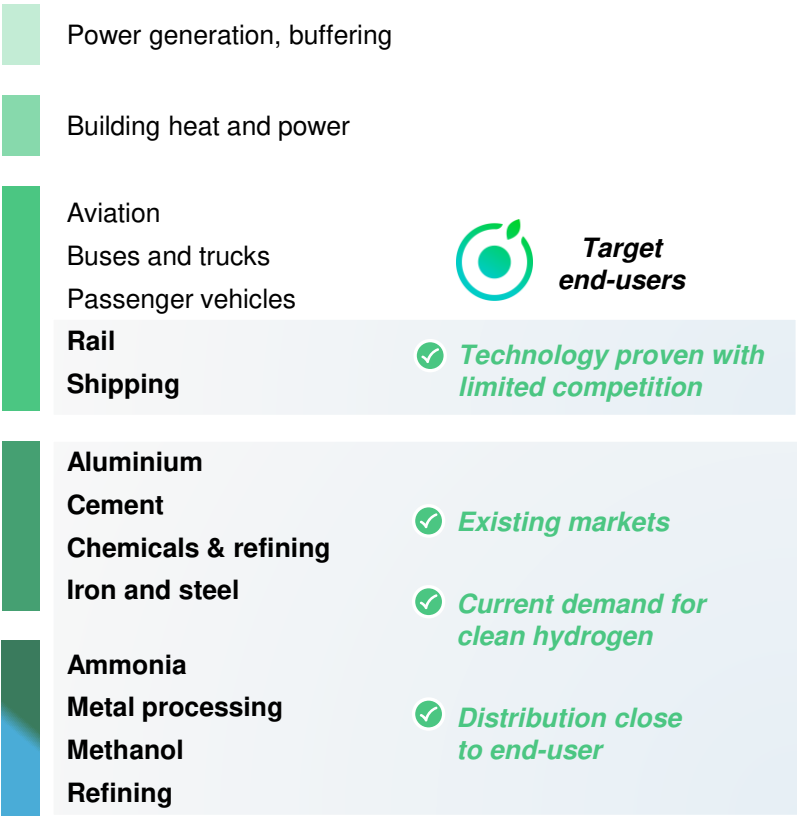 Power generation, buffering
Building heat and power
Aviation
Buses and trucks
Passenger vehicles
Target
end-users
Rail
Shipping
Technology proven with
limited competition
Aluminium
Cement
Chemicals & refining
Iron and steel
Existing markets
Current demand for
clean hydrogen
Ammonia
Metal processing
Methanol
Refining
Distribution close
to end-user